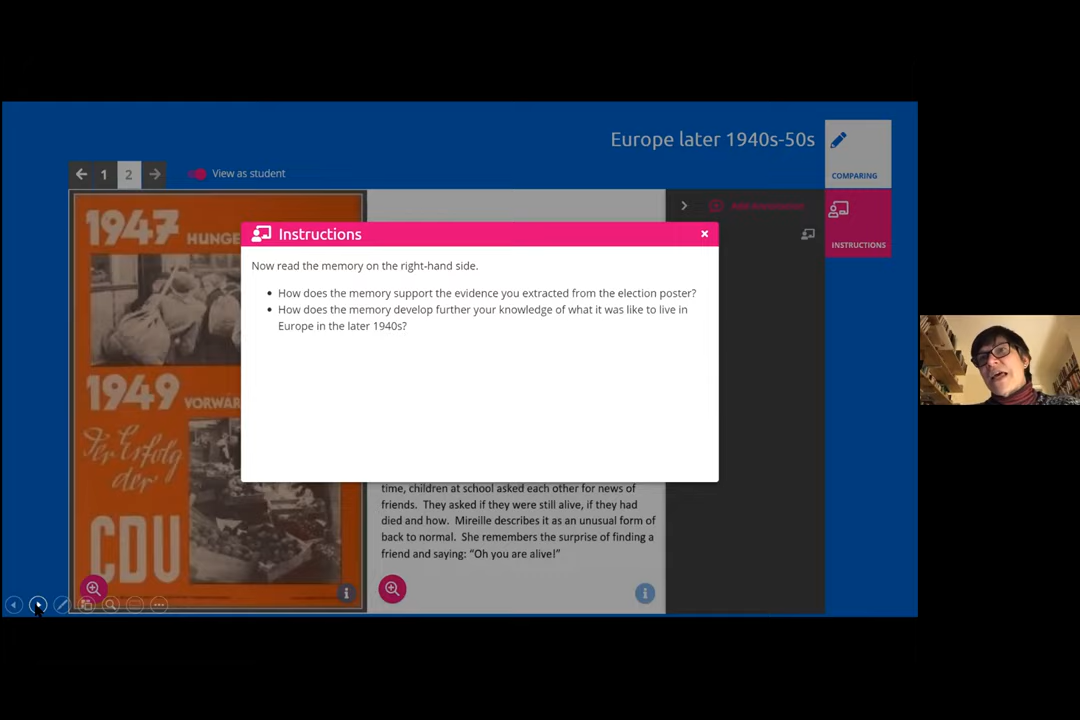 Europe later 1940s-50s
COMPARING
1
2
View as student
INSTRUCTIONS
Instructions
Now read the memory on the right-hand side.
How does the memory support the evidence you extracted from the election poster?
How does the memory develop further your knowledge of what it was like to live in
Europe in the later 1940s?
1947 HUNGE
1949 VORWÄR
Der Erfolg
der
CDU
time, children at school asked each other for news of
friends. They asked if they were still alive, if they had
died and how. Mireille describes it as an unusual form of
back to normal. She remembers the surprise of finding a
friend and saying: “Oh you are alive!”